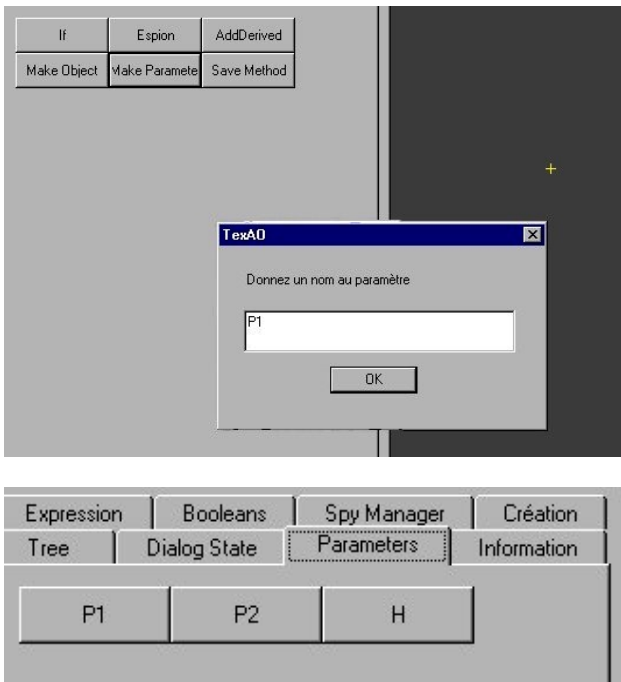 If Espion AddDerived
Make Object Make Paramete Save Method
TexAO
Donnez un nom au paramètre
P1
OK
Expression Booleans Spy Manager Création
Tree Dialog State Parameters Information
P1 P2 H